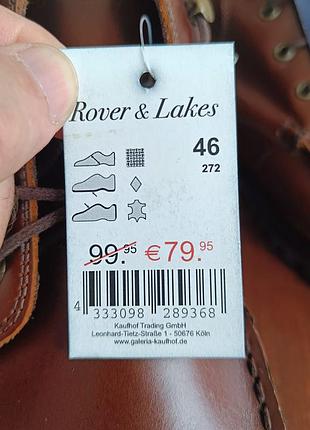 Rover & Lakes
46
272
99.95 €79.95
4 333098 289368
Kaufhof Trading GmbH
Leonhard-Tietz-Straße 1 - 50676 Köln
www.galeria-kaufhof.de